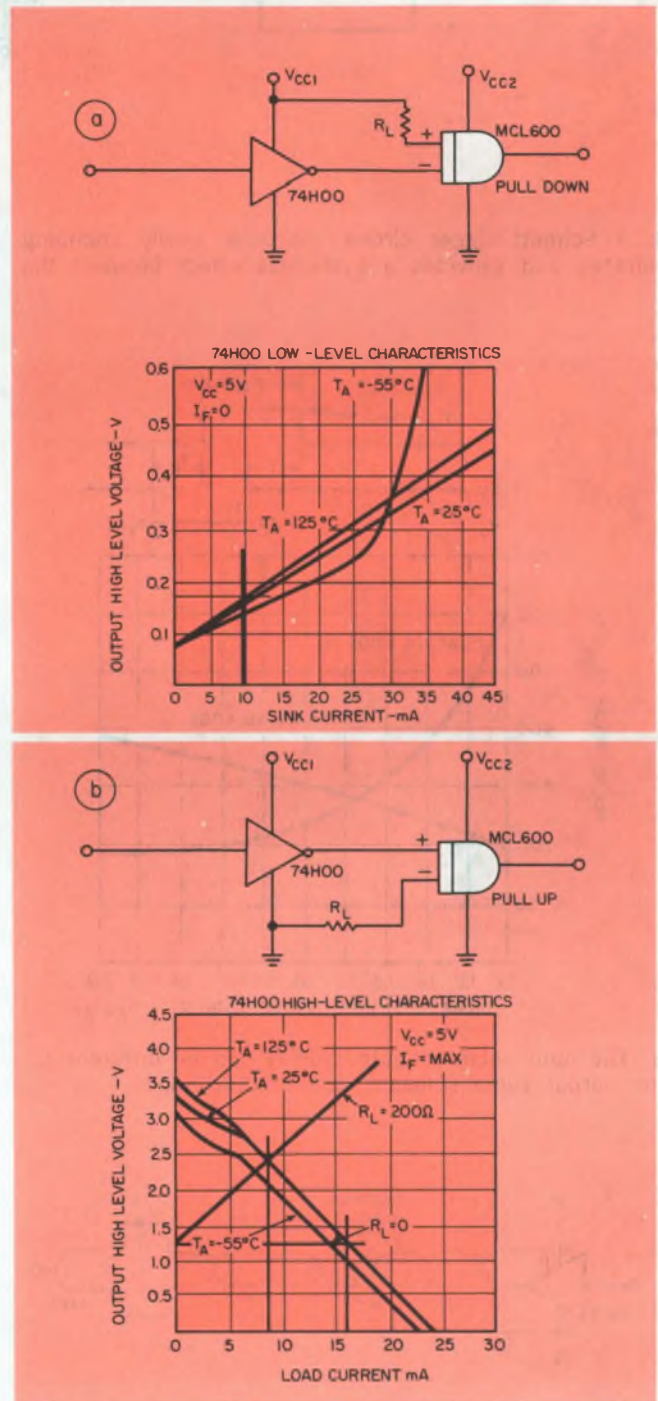 a
VCC1
VCC2
RL
+
MCL600
−
74H00
PULL DOWN
74H00 LOW -LEVEL CHARACTERISTICS
OUTPUT HIGH LEVEL VOLTAGE-V
0.6
0.5
0.4
0.3
0.2
0.1
VCC=5V
IF=0
TA=-55°C
TA=125°C
TA=25°C
0 5 10 15 20 25 30 35 40 45
SINK CURRENT-mA
b
VCC1
VCC2
+
MCL600
−
74H00
RL
PULL UP
74H00 HIGH-LEVEL CHARACTERISTICS
OUTPUT HIGH LEVEL VOLTAGE-V
4.5
4.0
3.5
3.0
2.5
2.0
1.5
1.0
0.5
TA=125°C
TA=25°C
VCC=5V
IF=MAX
RL=200Ω
RL=0
TA=-55°C
0 5 10 15 20 25 30
LOAD CURRENT mA